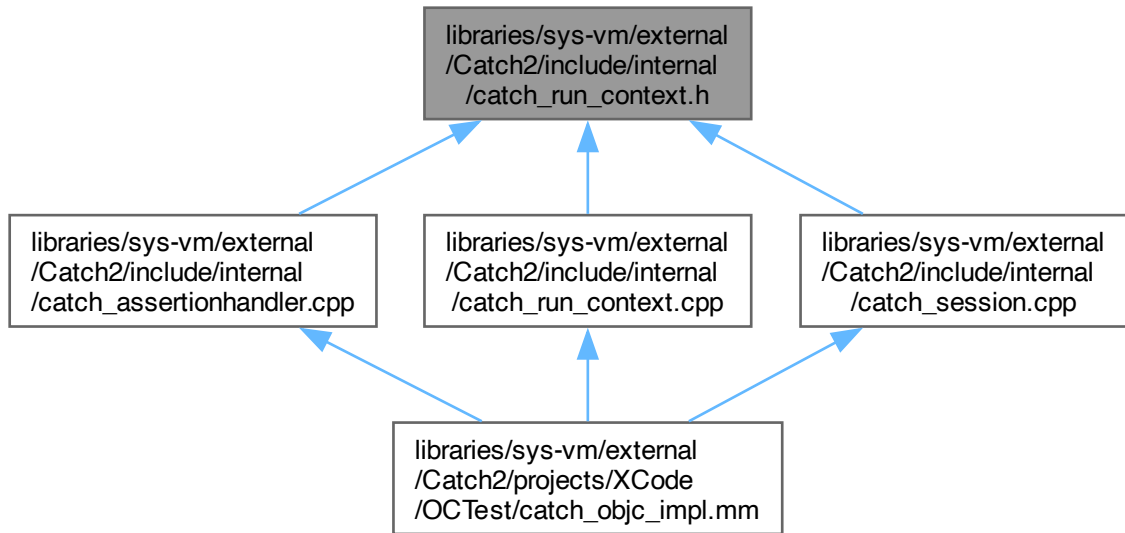 libraries/sys-vm/external
/Catch2/include/internal
/catch_run_context.h
libraries/sys-vm/external
/Catch2/include/internal
/catch_assertionhandler.cpp
libraries/sys-vm/external
/Catch2/include/internal
/catch_run_context.cpp
libraries/sys-vm/external
/Catch2/include/internal
/catch_session.cpp
libraries/sys-vm/external
/Catch2/projects/XCode
/OCTest/catch_objc_impl.mm